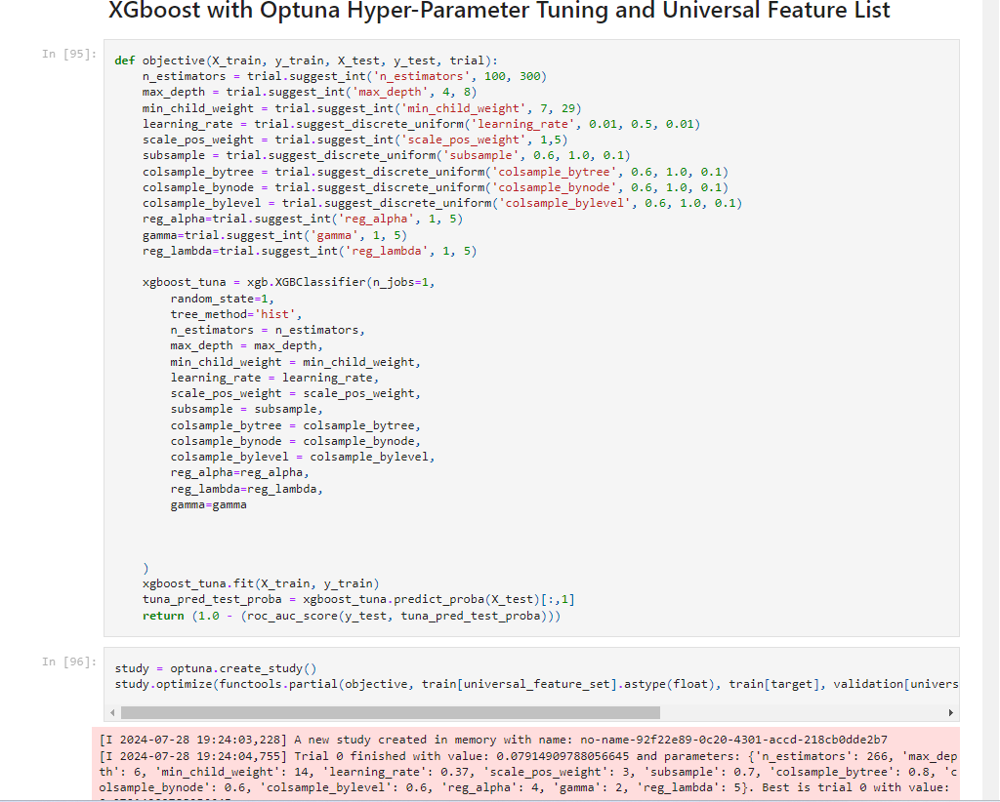 XGboost with Optuna Hyper-Parameter Tuning and Universal Feature List
In [95]:
def objective(X_train, y_train, X_test, y_test, trial):
    n_estimators = trial.suggest_int('n_estimators', 100, 300)
    max_depth = trial.suggest_int('max_depth', 4, 8)
    min_child_weight = trial.suggest_int('min_child_weight', 7, 29)
    learning_rate = trial.suggest_discrete_uniform('learning_rate', 0.01, 0.5, 0.01)
    scale_pos_weight = trial.suggest_int('scale_pos_weight', 1,5)
    subsample = trial.suggest_discrete_uniform('subsample', 0.6, 1.0, 0.1)
    colsample_bytree = trial.suggest_discrete_uniform('colsample_bytree', 0.6, 1.0, 0.1)
    colsample_bynode = trial.suggest_discrete_uniform('colsample_bynode', 0.6, 1.0, 0.1)
    colsample_bylevel = trial.suggest_discrete_uniform('colsample_bylevel', 0.6, 1.0, 0.1)
    reg_alpha=trial.suggest_int('reg_alpha', 1, 5)
    gamma=trial.suggest_int('gamma', 1, 5)
    reg_lambda=trial.suggest_int('reg_lambda', 1, 5)
    xgboost_tuna = xgb.XGBClassifier(n_jobs=1,
        random_state=1,
        tree_method='hist',
        n_estimators = n_estimators,
        max_depth = max_depth,
        min_child_weight = min_child_weight,
        learning_rate = learning_rate,
        scale_pos_weight = scale_pos_weight,
        subsample = subsample,
        colsample_bytree = colsample_bytree,
        colsample_bynode = colsample_bynode,
        colsample_bylevel = colsample_bylevel,
        reg_alpha=reg_alpha,
        reg_lambda=reg_lambda,
        gamma=gamma
    )
    xgboost_tuna.fit(X_train, y_train)
    tuna_pred_test_proba = xgboost_tuna.predict_proba(X_test)[:,1]
    return (1.0 - (roc_auc_score(y_test, tuna_pred_test_proba)))
In [96]:
study = optuna.create_study()
study.optimize(functools.partial(objective, train[universal_feature_set].astype(float), train[target], validation[univers
[I 2024-07-28 19:24:03,228] A new study created in memory with name: no-name-92f22e89-0c20-4301-accd-218cb0dde2b7
[I 2024-07-28 19:24:04,755] Trial 0 finished with value: 0.07914909788056645 and parameters: {'n_estimators': 266, 'max_dep
th': 6, 'min_child_weight': 14, 'learning_rate': 0.37, 'scale_pos_weight': 3, 'subsample': 0.7, 'colsample_bytree': 0.8, 'c
olsample_bynode': 0.6, 'colsample_bylevel': 0.6, 'reg_alpha': 4, 'gamma': 2, 'reg_lambda': 5}. Best is trial 0 with value: